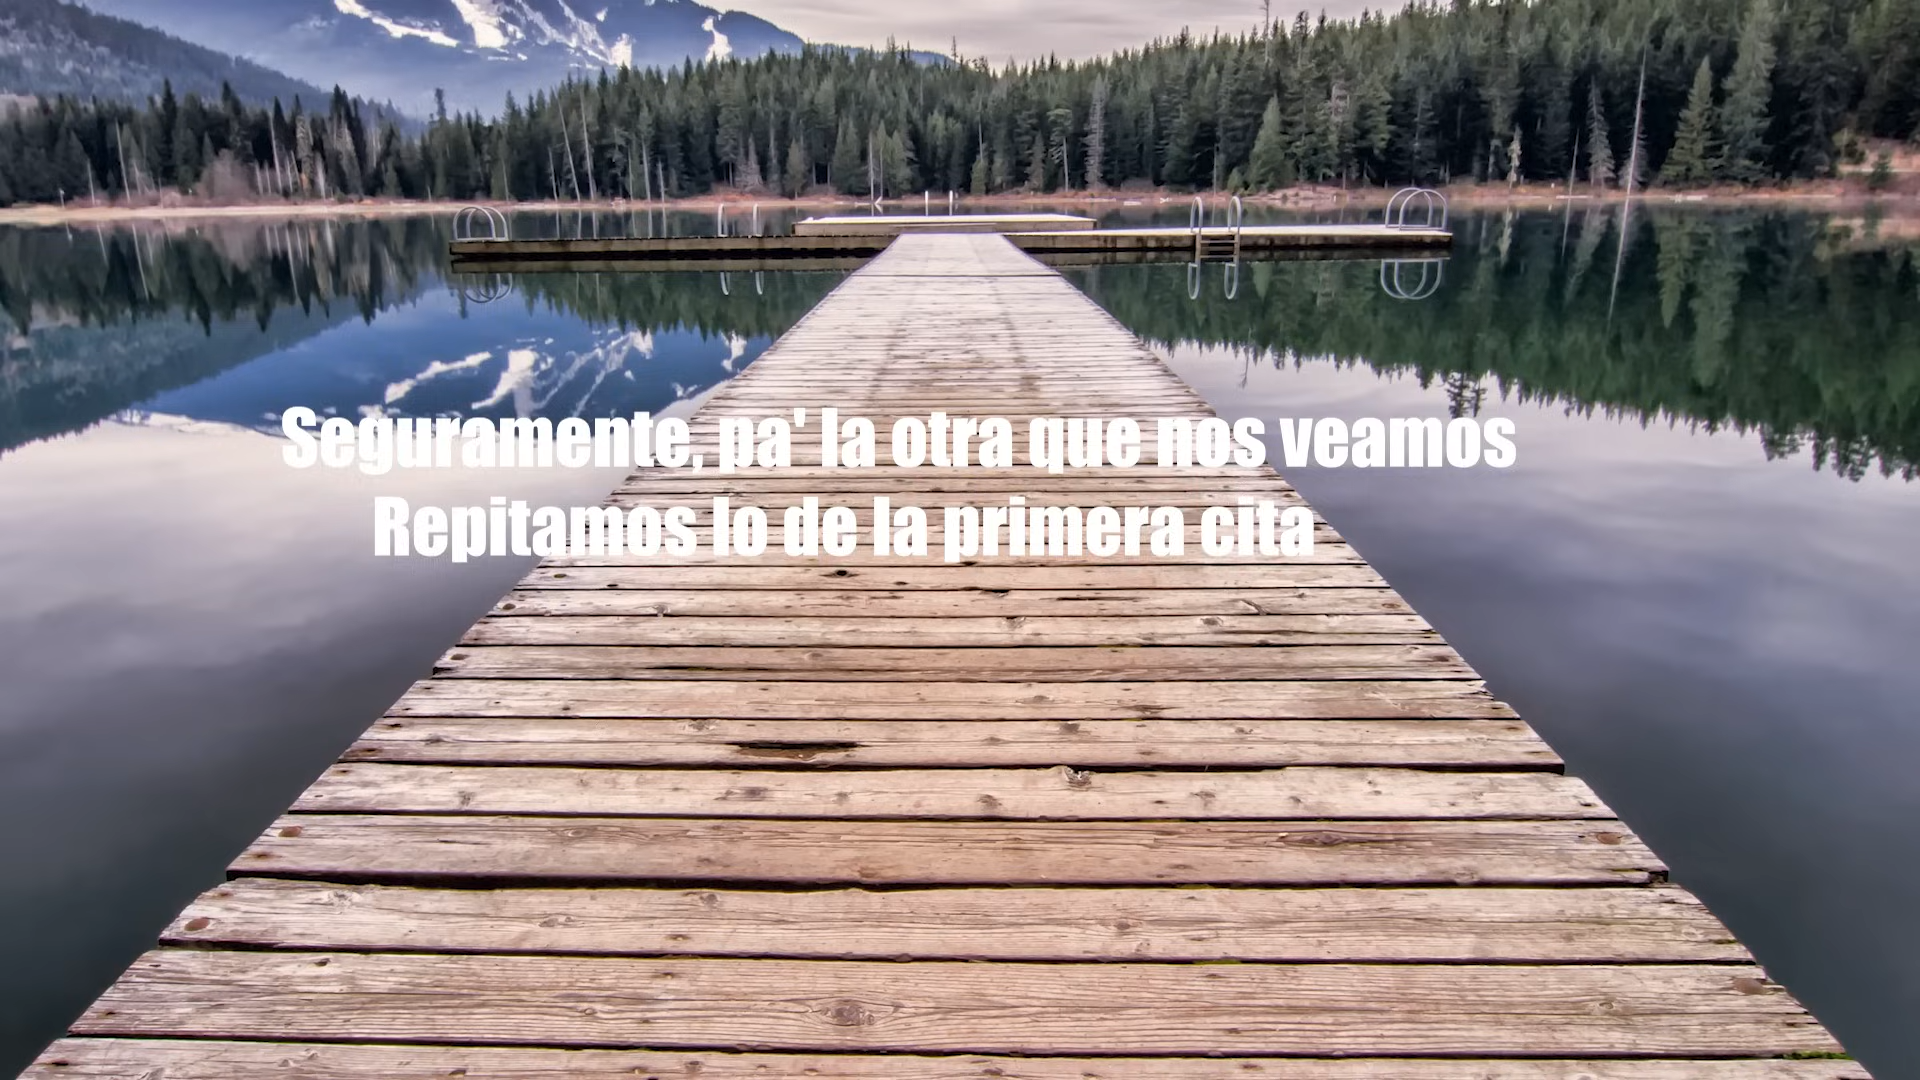 Seguramente, pa' la otra que nos veamos
Repitamos lo de la primera cita